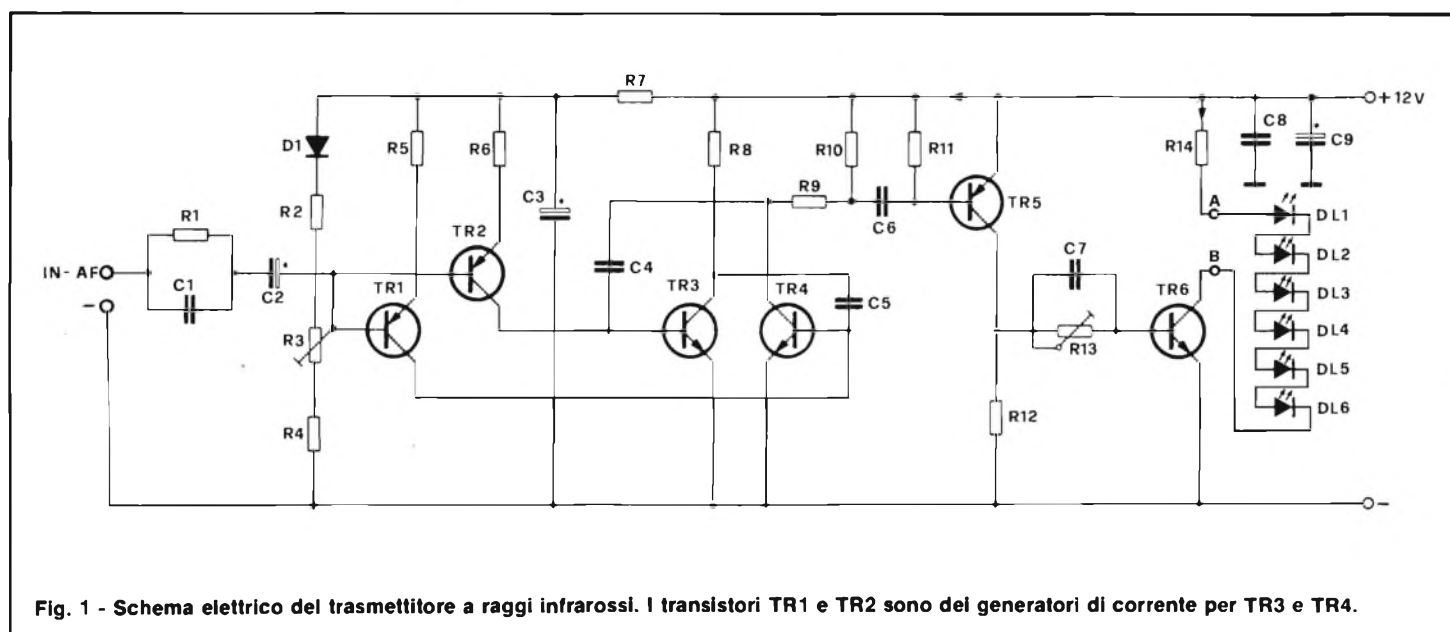 R7
+ 12V
D1
R5
R6
R8
R10
R11
R14
C8
C9
R2
C3
R9
A
DL1
R1
TR2
C6
TR5
B
DL2
IN - AF
C4
C7
DL3
–
C1
C2
TR1
TR3
TR4
C5
TR6
DL4
R3
R13
DL5
R4
R12
DL6
–
Fig. 1 - Schema elettrico del trasmettitore a raggi infrarossi. I transistori TR1 e TR2 sono dei generatori di corrente per TR3 e TR4.